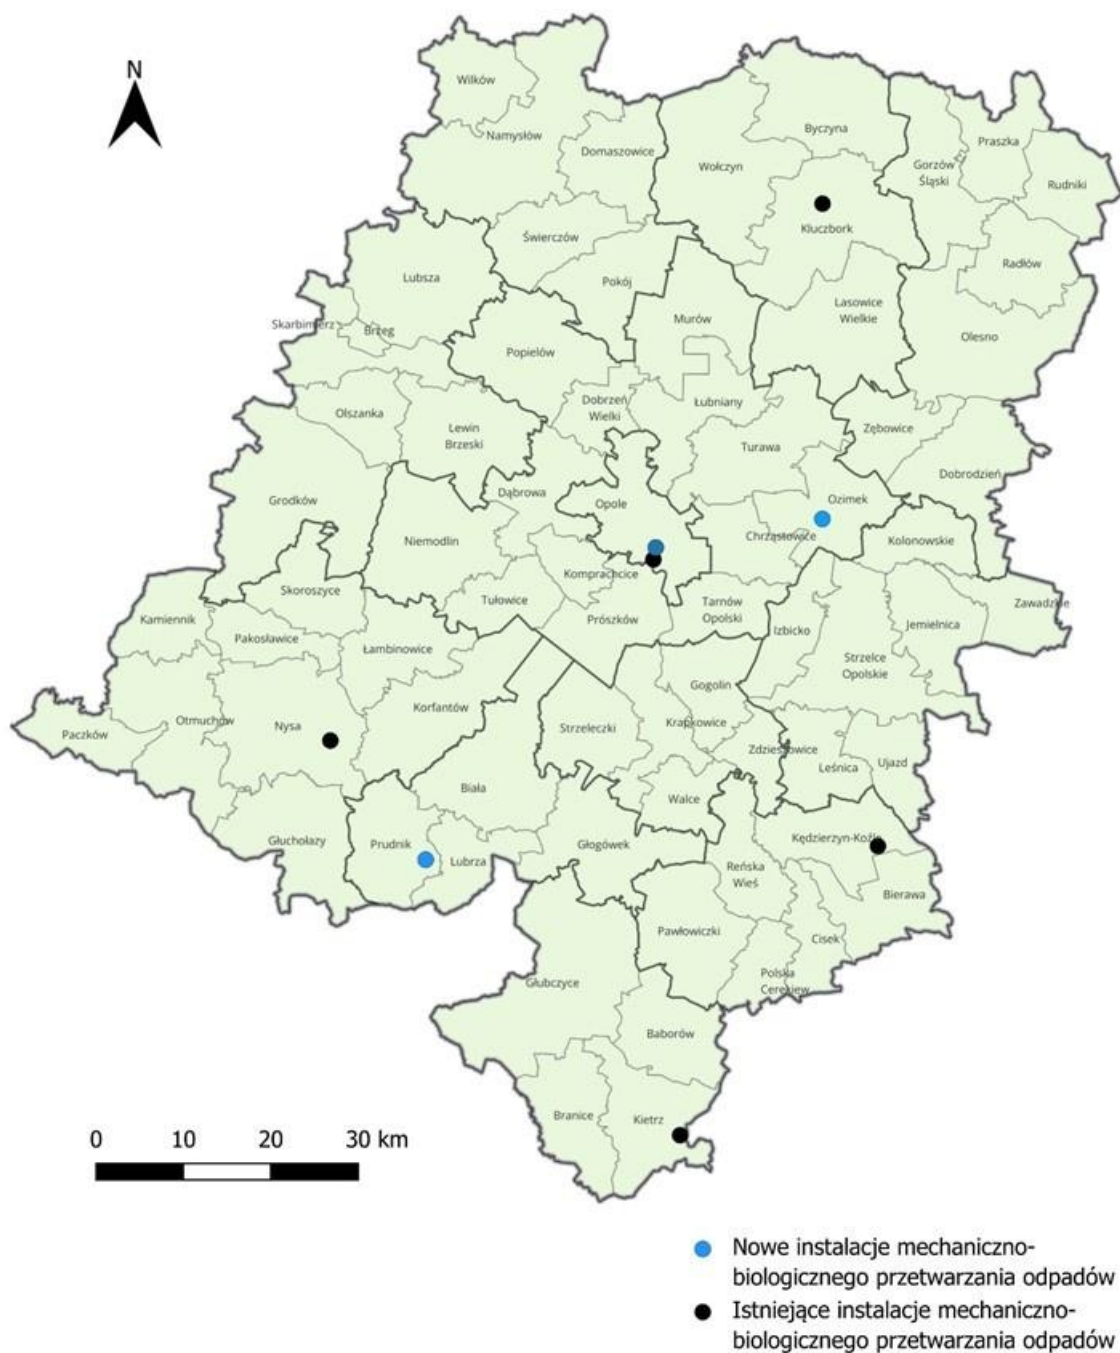 N
Wilków
Namysłów
Domaszowice
Byczyna
Wołczyn
Gorzów
Śląski
Praszka
Rudniki
Kluczbork
Świerczów
Radłów
Lubsza
Pokój
Lasowice
Wielkie
Murów
Skarbimierz
Brzeg
Olesno
Popielów
Dobrzeń
Wielki
Łubniany
Olszanka
Lewin
Brzeski
Zębowice
Turawa
Dobrodzień
Dąbrowa
Grodków
Opole
Ozimek
Niemodlin
Chrząstowice
Kolonowskie
Komprachcice
Skoroszyce
Tułowice
Tarnów
Opolski
Zawadzkie
Kamiennik
Prószków
Jemielnica
Izbicko
Pakosławice
Łambinowice
Strzelce
Opolskie
Gogolin
Korfantów
Otmuchów
Nysa
Paczków
Strzeleczki
Krapkowice
Zdzieszowice
Ujazd
Leśnica
Biała
Walce
Głuchołazy
Prudnik
Głogówek
Kędzierzyn-Koźle
Lubrza
Reńska
Wieś
Bierawa
Pawłowiczki
Cisek
Polska
Cerekiew
Głubczyce
Baborów
Branice
Kietrz
0 10 20 30 km
Nowe instalacje mechaniczno-
biologicznego przetwarzania odpadów
Istniejące instalacje mechaniczno-
biologicznego przetwarzania odpadów